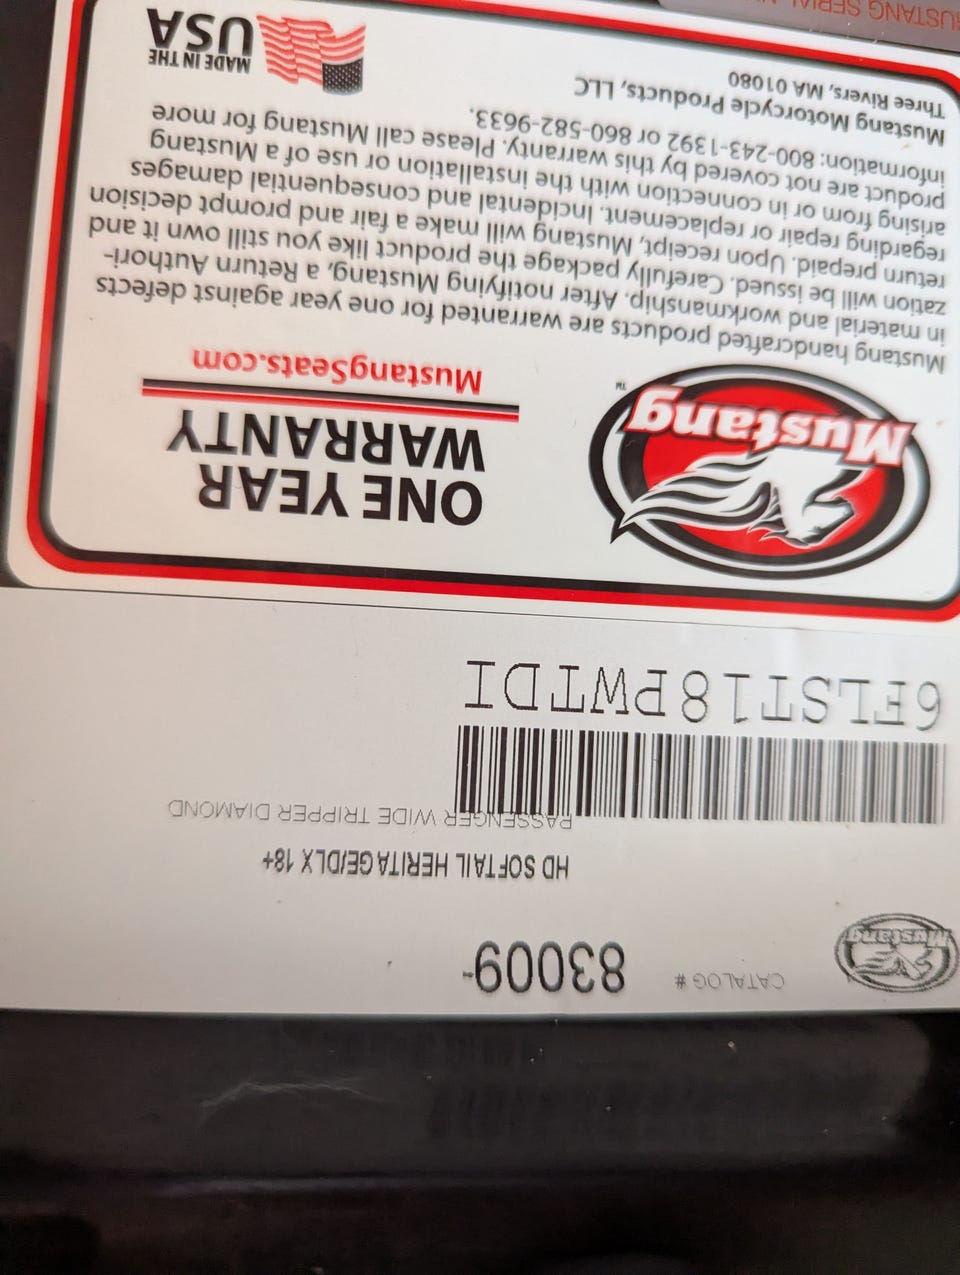 Mustang
CATALOG # 83009-
HD SOFTAIL HERITAGE/DLX 18+
PASSENGER WIDE TRIPPER DIAMOND
6FLST18PWTDI
Mustang™
ONE YEAR
WARRANTY
MustangSeats.com
Mustang handcrafted products are warranted for one year against defects
in material and workmanship. After notifying Mustang, a Return Authori-
zation will be issued. Carefully package the product like you still own it and
return prepaid. Upon receipt, Mustang will make a fair and prompt decision
regarding repair or replacement. Incidental and consequential damages
arising from or in connection with the installation or use of a Mustang
product are not covered by this warranty. Please call Mustang for more
information: 800-243-1392 or 860-582-9633.
Mustang Motorcycle Products, LLC
Three Rivers, MA 01080
MADE IN THE
USA
MUSTANG SERIAL